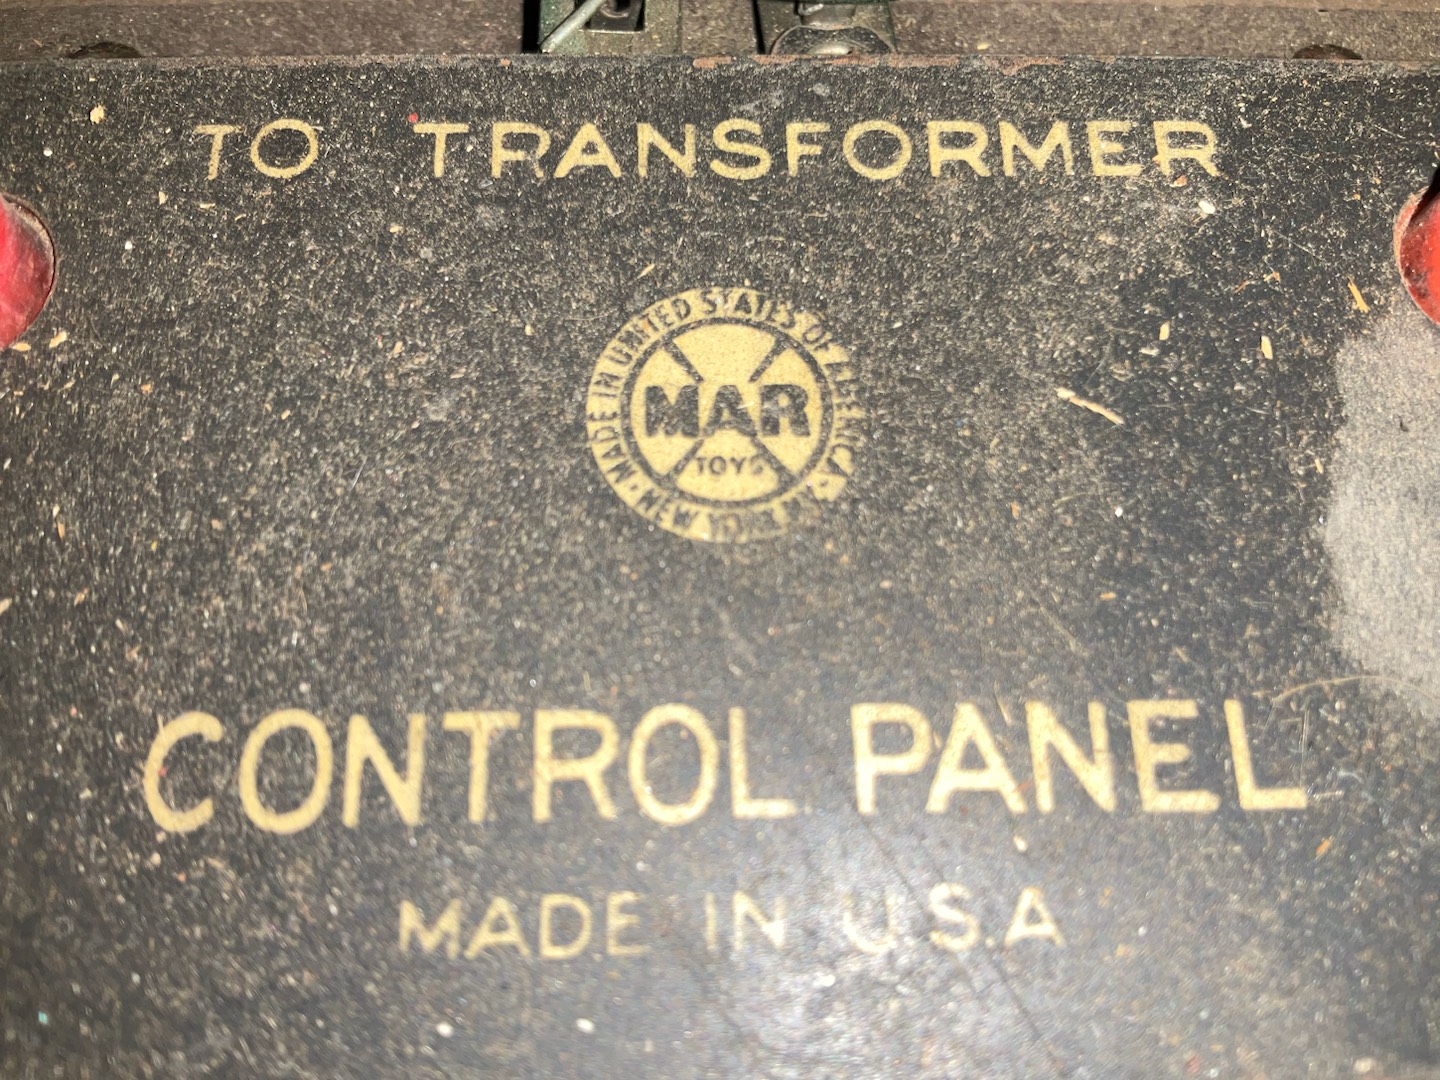 TO TRANSFORMER
MADE IN UNITED STATES OF AMERICA
MAR
TOYS
NEW YORK N.Y.
CONTROL PANEL
MADE IN U.S.A